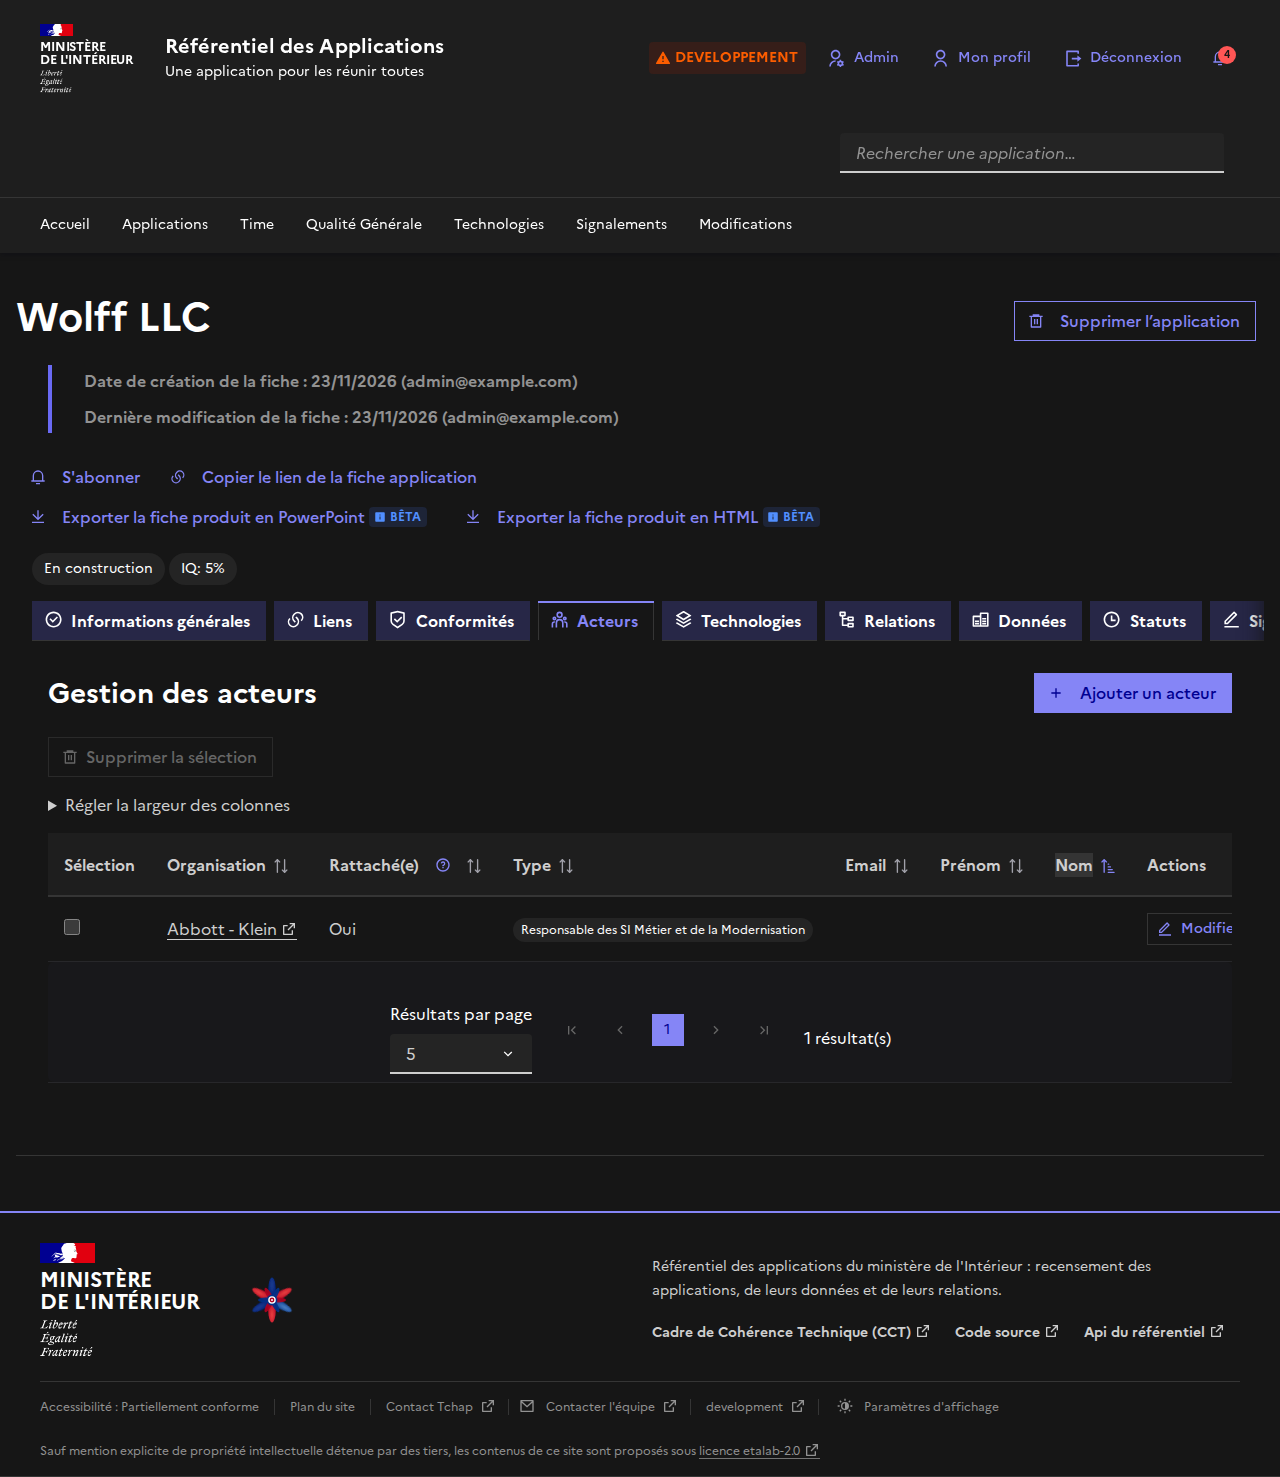 MINISTÈRE
DE L'INTÉRIEUR
Liberté
Égalité
Fraternité
Référentiel des Applications
Une application pour les réunir toutes
DEVELOPPEMENT
Admin
Mon profil
Déconnexion
4
Rechercher une application...
Accueil
Applications
Time
Qualité Générale
Technologies
Signalements
Modifications
Wolff LLC
Supprimer l’application
Date de création de la fiche : 23/11/2026 (admin@example.com)
Dernière modification de la fiche : 23/11/2026 (admin@example.com)
S'abonner
Copier le lien de la fiche application
Exporter la fiche produit en PowerPoint BÊTA
Exporter la fiche produit en HTML BÊTA
En construction
IQ: 5%
Informations générales
Liens
Conformités
Acteurs
Technologies
Relations
Données
Statuts
Sig
Gestion des acteurs
Ajouter un acteur
Supprimer la sélection
Régler la largeur des colonnes
Sélection
Organisation
Rattaché(e)
Type
Email
Prénom
Nom
Actions
Abbott - Klein
Oui
Responsable des SI Métier et de la Modernisation
Modifie
Résultats par page
5
1
1 résultat(s)
MINISTÈRE
DE L'INTÉRIEUR
Liberté
Égalité
Fraternité
Référentiel des applications du ministère de l'Intérieur : recensement des
applications, de leurs données et de leurs relations.
Cadre de Cohérence Technique (CCT)
Code source
Api du référentiel
Accessibilité : Partiellement conforme
Plan du site
Contact Tchap
Contacter l'équipe
development
Paramètres d'affichage
Sauf mention explicite de propriété intellectuelle détenue par des tiers, les contenus de ce site sont proposés sous licence etalab-2.0